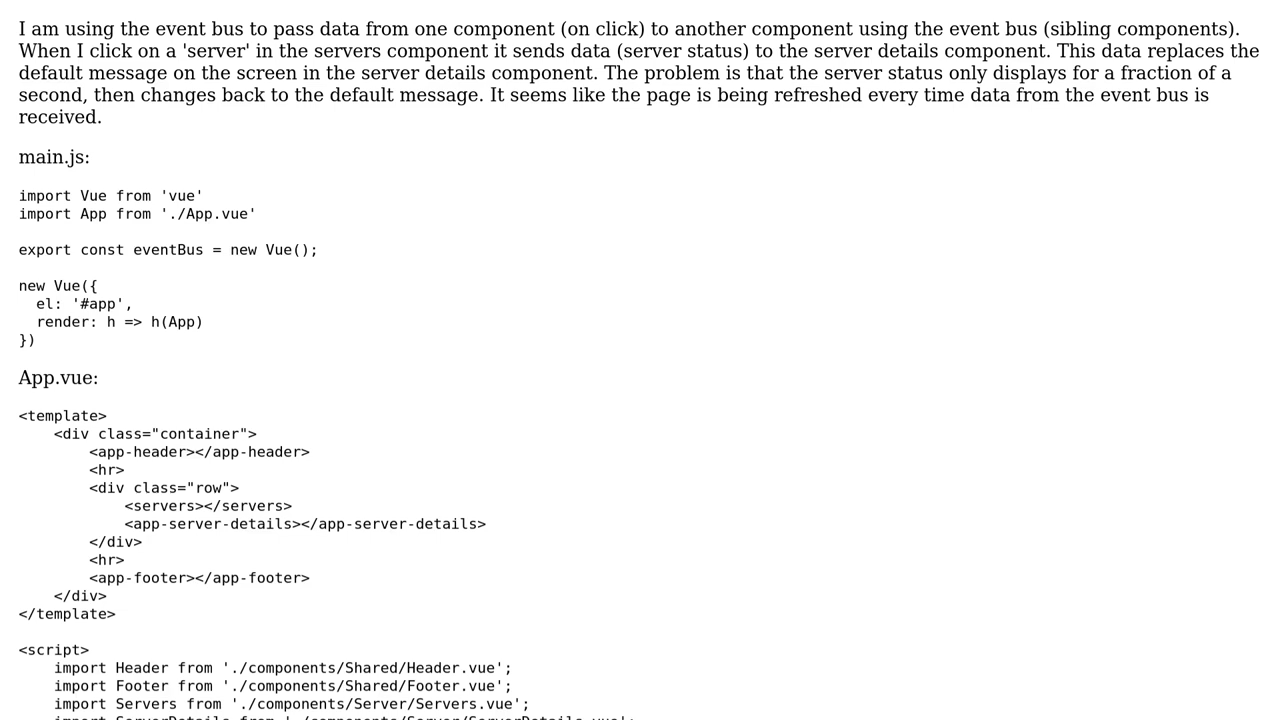 I am using the event bus to pass data from one component (on click) to another component using the event bus (sibling components).
When I click on a 'server' in the servers component it sends data (server status) to the server details component. This data replaces the
default message on the screen in the server details component. The problem is that the server status only displays for a fraction of a
second, then changes back to the default message. It seems like the page is being refreshed every time data from the event bus is
received.
main.js:
import Vue from 'vue'
import App from './App.vue'
export const eventBus = new Vue();
new Vue({
  el: '#app',
  render: h => h(App)
})
App.vue:
<template>
    <div class="container">
        <app-header></app-header>
        <hr>
        <div class="row">
            <servers></servers>
            <app-server-details></app-server-details>
        </div>
        <hr>
        <app-footer></app-footer>
    </div>
</template>
<script>
    import Header from './components/Shared/Header.vue';
    import Footer from './components/Shared/Footer.vue';
    import Servers from './components/Server/Servers.vue';
    import ServerDetails from './components/Server/ServerDetails.vue';